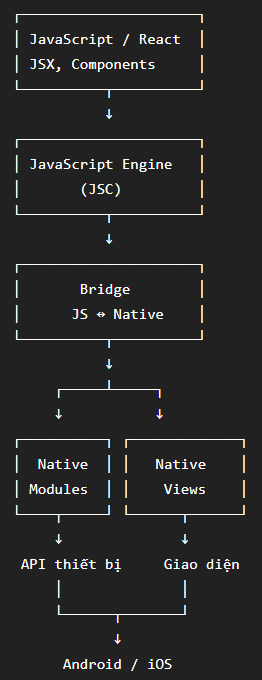 JavaScript / React
JSX, Components
JavaScript Engine
(JSC)
Bridge
JS ↔ Native
Native
Modules
Native
Views
API thiết bị
Giao diện
Android / iOS